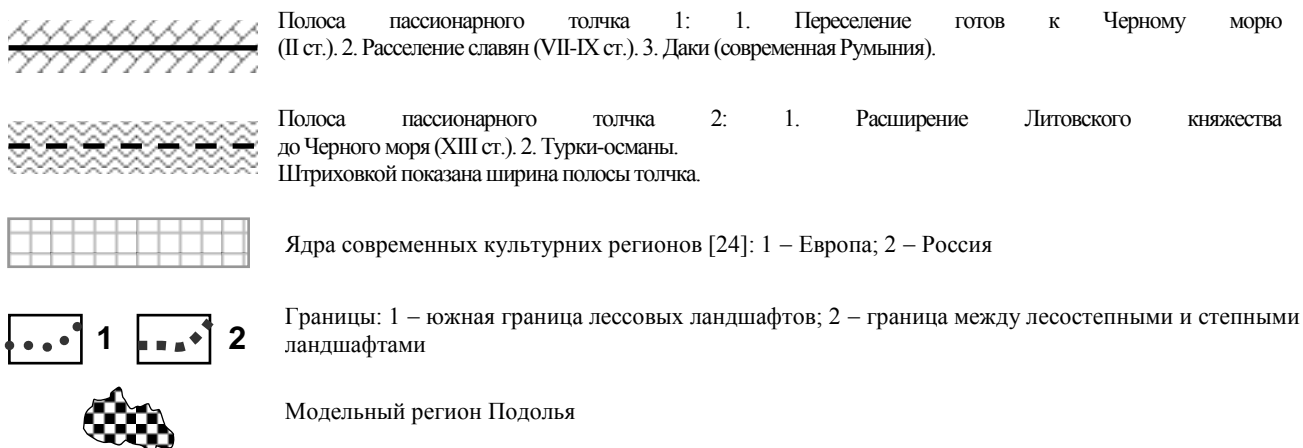 Полоса пассионарного толчка 1: 1. Переселение готов к Черному морю
(II ст.). 2. Расселение славян (VII-IX ст.). 3. Даки (современная Румыния).
Полоса пассионарного толчка 2: 1. Расширение Литовского княжества
до Черного моря (XIII ст.). 2. Турки-османы.
Штриховкой показана ширина полосы толчка.
Ядра современных культурних регионов [24]: 1 – Европа; 2 – Россия
1 2
Границы: 1 – южная граница лессовых ландшафтов; 2 – граница между лесостепными и степными
ландшафтами
Модельный регион Подолья